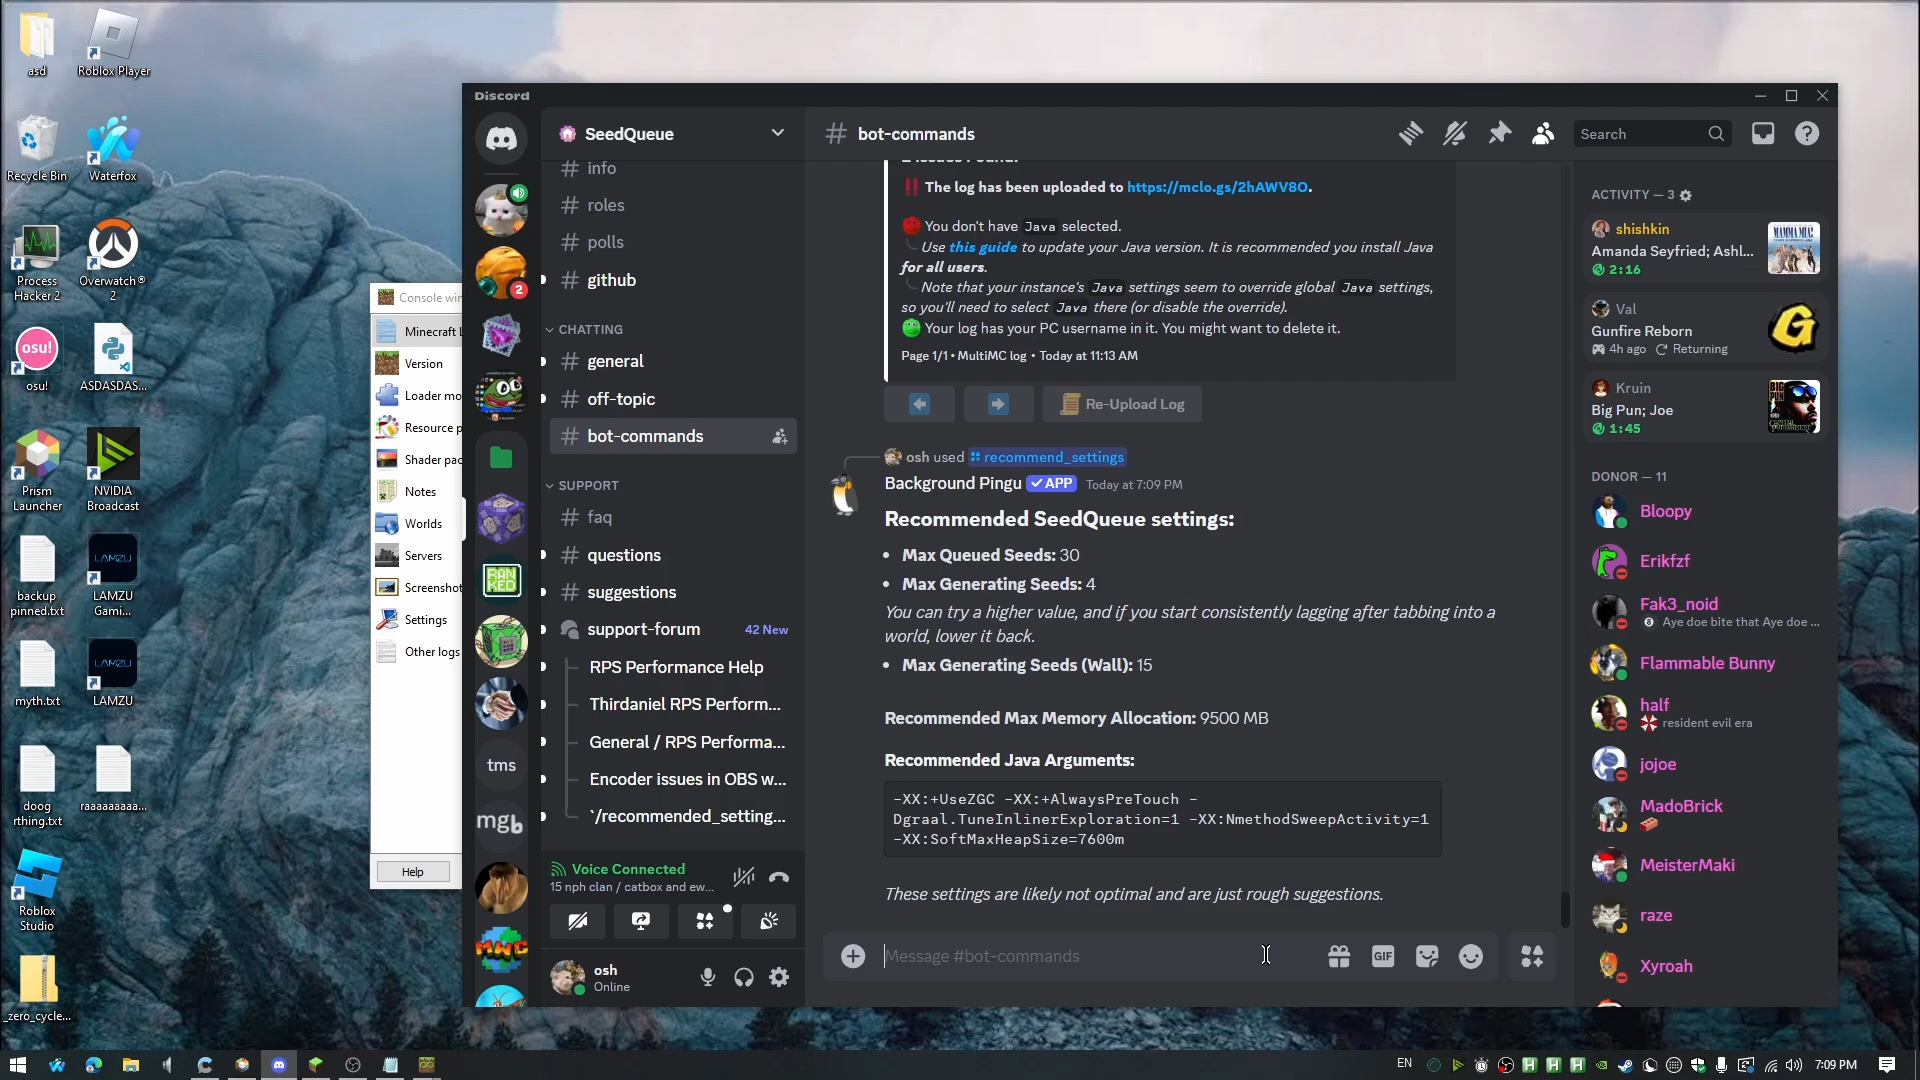 asd
Roblox Player
Recycle Bin
Waterfox
Process
Hacker 2
Overwatch®
2
osu!
osu!
ASDASDAS...
Prism
Launcher
NVIDIA
Broadcast
backup
pinned.txt
LAMZU
LAMZU
Gami...
myth.txt
LAMZU
LAMZU
doog
rthing.txt
raaaaaaaaa...
Roblox
Studio
_zero_cycle...
Console win
Minecraft L
Version
Loader mo
Resource p
Shader pac
Notes
Worlds
Servers
Screenshot
Settings
Other logs
Help
Discord
2
RAN
KED
tms
mgb
MWC
SeedQueue
info
roles
polls
github
CHATTING
general
off-topic
bot-commands
SUPPORT
faq
questions
suggestions
support-forum 42 New
RPS Performance Help
Thirdaniel RPS Perform...
General / RPS Performa...
Encoder issues in OBS w...
`/recommended_setting...
Voice Connected
15 nph clan / catbox and ew...
osh
Online
bot-commands
Search
2 Issues Found:
‼ The log has been uploaded to https://mclo.gs/2hAWV8O.
You don't have Java selected.
Use this guide to update your Java version. It is recommended you install Java
for all users.
Note that your instance's Java settings seem to override global Java settings,
so you'll need to select Java there (or disable the override).
Your log has your PC username in it. You might want to delete it.
Page 1/1 • MultiMC log • Today at 11:13 AM
Re-Upload Log
osh used recommend_settings
Background Pingu ✓ APP Today at 7:09 PM
Recommended SeedQueue settings:
• Max Queued Seeds: 30
• Max Generating Seeds: 4
You can try a higher value, and if you start consistently lagging after tabbing into a
world, lower it back.
• Max Generating Seeds (Wall): 15
Recommended Max Memory Allocation: 9500 MB
Recommended Java Arguments:
-XX:+UseZGC -XX:+AlwaysPreTouch -
Dgraal.TuneInlinerExploration=1 -XX:NmethodSweepActivity=1
-XX:SoftMaxHeapSize=7600m
These settings are likely not optimal and are just rough suggestions.
Message #bot-commands
GIF
ACTIVITY — 3
shishkin
Amanda Seyfried; Ashl...
2:16
MAMMA MIA!
Val
Gunfire Reborn
4h ago Returning
G
Kruin
Big Pun; Joe
1:45
DONOR — 11
Bloopy
Erikfzf
Fak3_noid
Aye doe bite that Aye doe ...
Flammable Bunny
half
resident evil era
jojoe
MadoBrick
MeisterMaki
raze
Xyroah
EN
7:09 PM